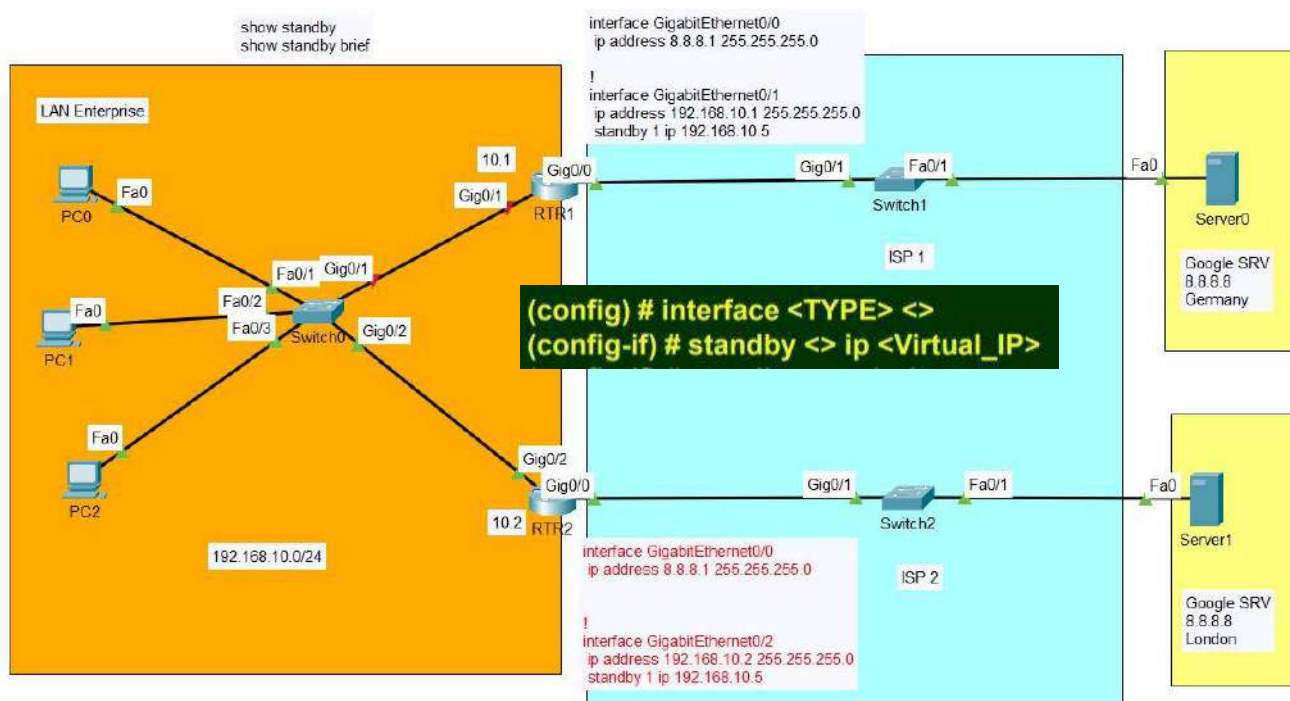 show standby
show standby brief
interface GigabitEthernet0/0
ip address 8.8.8.1 255.255.255.0
!
interface GigabitEthernet0/1
ip address 192.168.10.1 255.255.255.0
standby 1 ip 192.168.10.5
LAN Enterprise
10.1
Gig0/0
Gig0/1
RTR1
Gig0/1
Fa0/1
Switch1
Fa0
Server0
Fa0
PC0
ISP 1
Google SRV
8.8.8.8
Germany
Fa0/1
Gig0/1
Fa0/2
Fa0/3
Switch0
Gig0/2
Fa0
PC1
(config) # interface <TYPE> <>
(config-if) # standby <> ip <Virtual_IP>
Fa0
PC2
Gig0/2
Gig0/0
10.2
RTR2
Gig0/1
Fa0/1
Switch2
Fa0
Server1
192.168.10.0/24
interface GigabitEthernet0/0
ip address 8.8.8.1 255.255.255.0
!
interface GigabitEthernet0/2
ip address 192.168.10.2 255.255.255.0
standby 1 ip 192.168.10.5
ISP 2
Google SRV
8.8.8.8
London